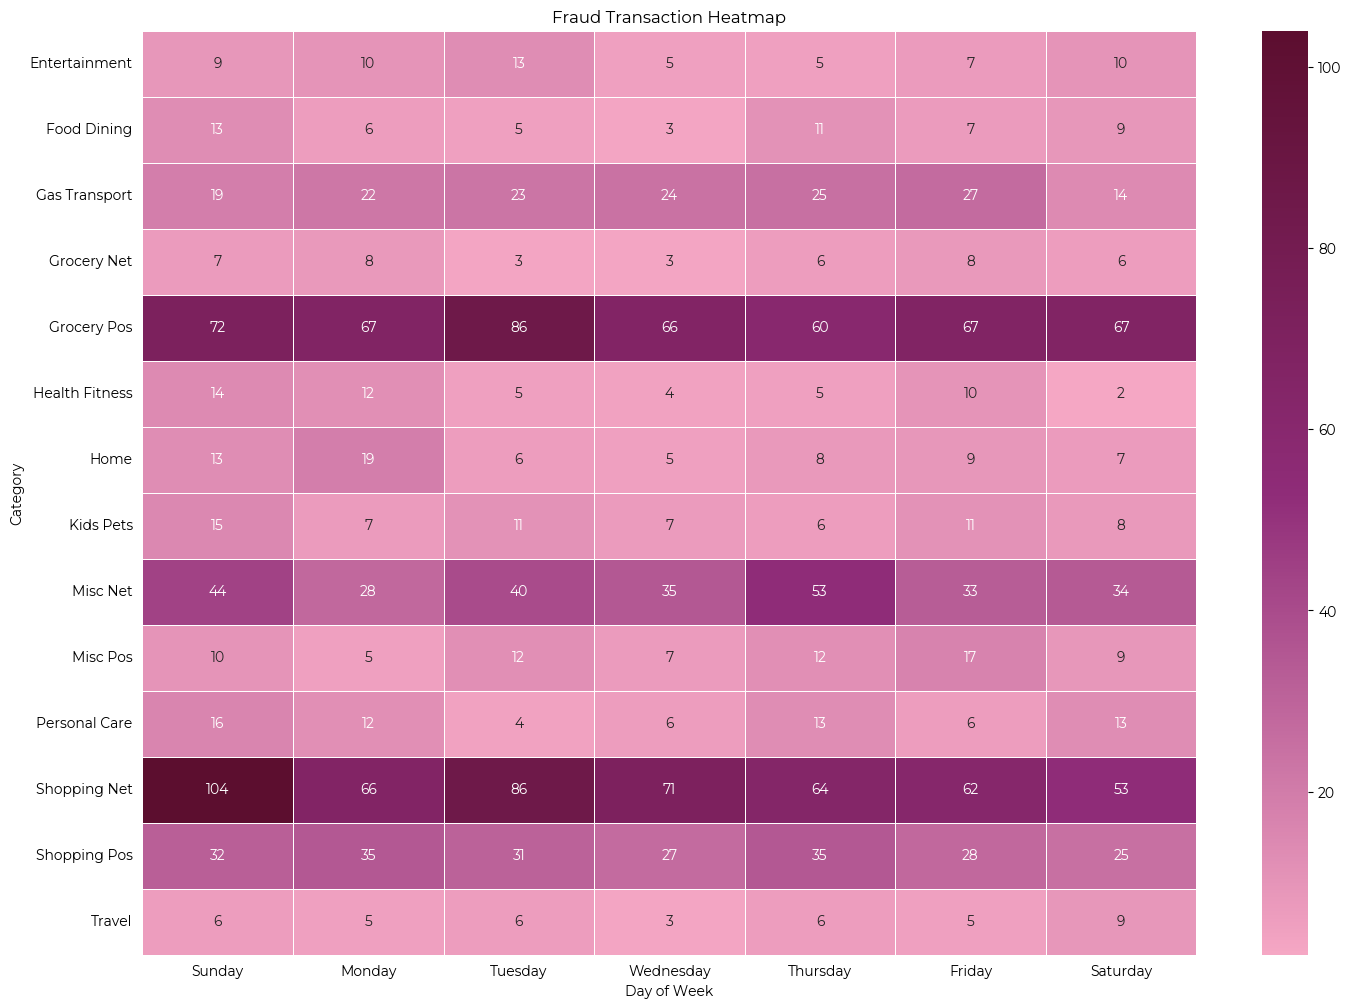 Fraud Transaction Heatmap
Entertainment 9 10 13 5 5 7 10
Food Dining 13 6 5 3 11 7 9
Gas Transport 19 22 23 24 25 27 14
Grocery Net 7 8 3 3 6 8 6
Grocery Pos 72 67 86 66 60 67 67
Health Fitness 14 12 5 4 5 10 2
Home 13 19 6 5 8 9 7
Kids Pets 15 7 11 7 6 11 8
Misc Net 44 28 40 35 53 33 34
Misc Pos 10 5 12 7 12 17 9
Personal Care 16 12 4 6 13 6 13
Shopping Net 104 66 86 71 64 62 53
Shopping Pos 32 35 31 27 35 28 25
Travel 6 5 6 3 6 5 9
Sunday Monday Tuesday Wednesday Thursday Friday Saturday
Day of Week
Category
100
80
60
40
20